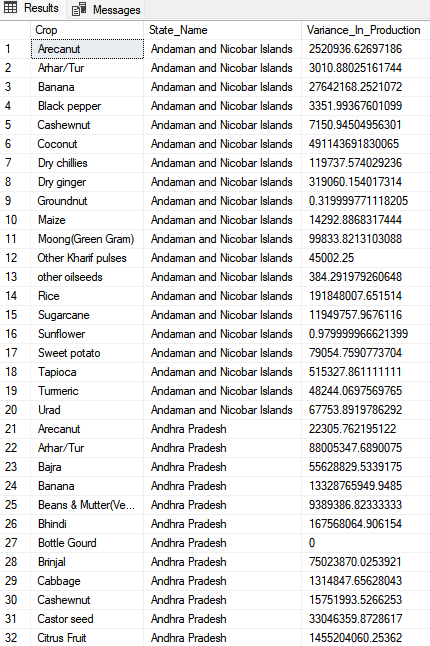 Results Messages
Crop State_Name Variance_In_Production
1 Arecanut Andaman and Nicobar Islands 2520936.62697186
2 Arhar/Tur Andaman and Nicobar Islands 3010.88025161744
3 Banana Andaman and Nicobar Islands 27642168.2521072
4 Black pepper Andaman and Nicobar Islands 3351.99367601099
5 Cashewnut Andaman and Nicobar Islands 7150.94504956301
6 Coconut Andaman and Nicobar Islands 491143691830065
7 Dry chillies Andaman and Nicobar Islands 119737.574029236
8 Dry ginger Andaman and Nicobar Islands 319060.154017314
9 Groundnut Andaman and Nicobar Islands 0.319999771118205
10 Maize Andaman and Nicobar Islands 14292.8868317444
11 Moong(Green Gram) Andaman and Nicobar Islands 99833.8213103088
12 Other Kharif pulses Andaman and Nicobar Islands 45002.25
13 other oilseeds Andaman and Nicobar Islands 384.291979260648
14 Rice Andaman and Nicobar Islands 191848007.651514
15 Sugarcane Andaman and Nicobar Islands 11949757.9676116
16 Sunflower Andaman and Nicobar Islands 0.979999966621399
17 Sweet potato Andaman and Nicobar Islands 79054.7590773704
18 Tapioca Andaman and Nicobar Islands 515327.861111111
19 Turmeric Andaman and Nicobar Islands 48244.0697569765
20 Urad Andaman and Nicobar Islands 67753.8919786292
21 Arecanut Andhra Pradesh 22305.762195122
22 Arhar/Tur Andhra Pradesh 88005347.6890075
23 Bajra Andhra Pradesh 55628829.5339175
24 Banana Andhra Pradesh 13328765949.9485
25 Beans & Mutter(Ve... Andhra Pradesh 9389386.82333333
26 Bhindi Andhra Pradesh 167568064.906154
27 Bottle Gourd Andhra Pradesh 0
28 Brinjal Andhra Pradesh 75023870.0253921
29 Cabbage Andhra Pradesh 1314847.65628043
30 Cashewnut Andhra Pradesh 15751993.5266253
31 Castor seed Andhra Pradesh 33046359.8728617
32 Citrus Fruit Andhra Pradesh 1455204060.25362